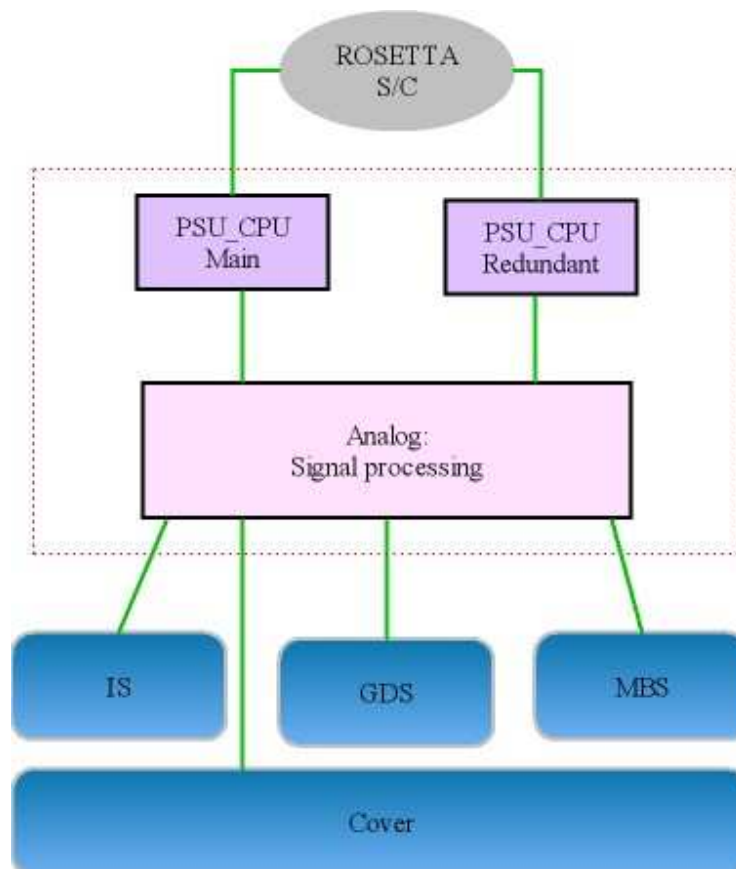 ROSETTA
S/C
PSU_CPU
Main
PSU_CPU
Redundant
Analog:
Signal processing
IS
GDS
MBS
Cover